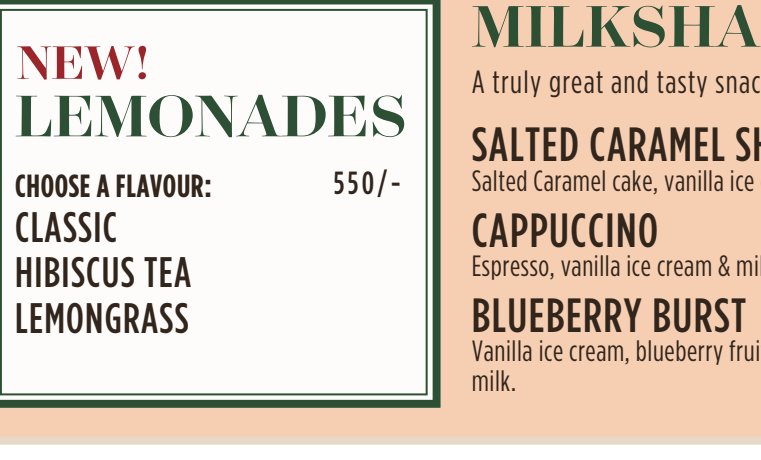 NEW!
LEMONADES
CHOOSE A FLAVOUR: 550/-
CLASSIC
HIBISCUS TEA
LEMONGRASS
MILKSHA
A truly great and tasty snac
SALTED CARAMEL SH
Salted Caramel cake, vanilla ice
CAPPUCCINO
Espresso, vanilla ice cream & mil
BLUEBERRY BURST
Vanilla ice cream, blueberry frui
milk.